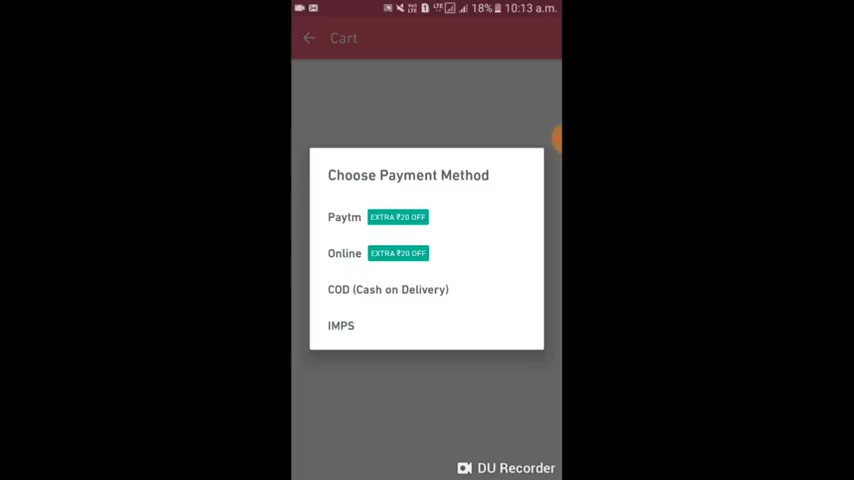 18% 10:13 a.m.
Cart
Choose Payment Method
Paytm EXTRA ₹20 OFF
Online EXTRA ₹20 OFF
COD (Cash on Delivery)
IMPS
DU Recorder